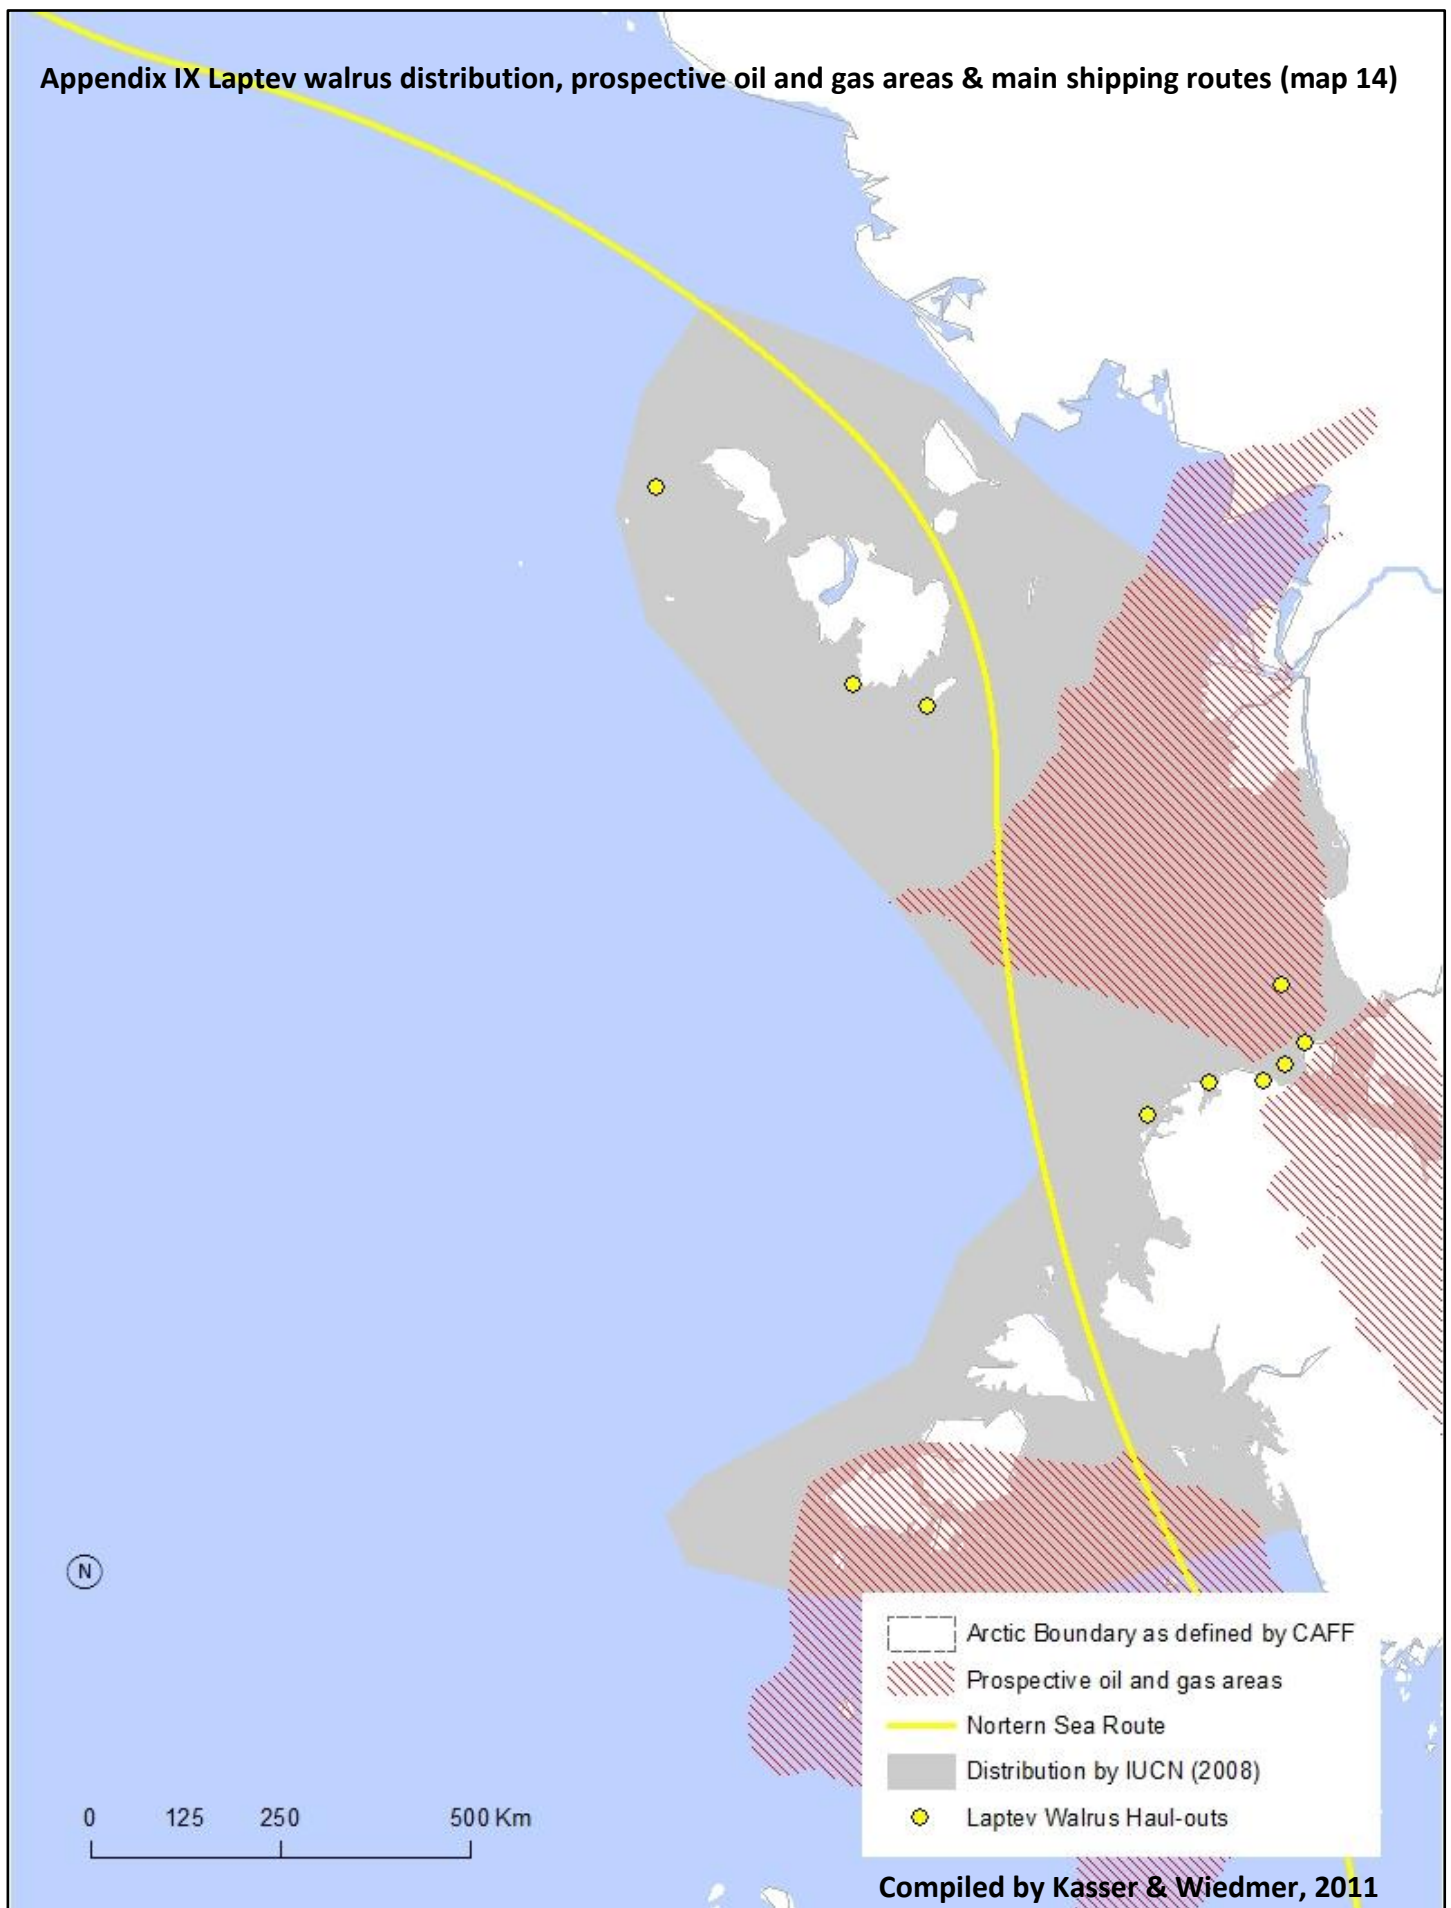 Appendix IX Laptev walrus distribution, prospective oil and gas areas & main shipping routes (map 14)
N
Arctic Boundary as defined by CAFF
Prospective oil and gas areas
Nortern Sea Route
Distribution by IUCN (2008)
Laptev Walrus Haul-outs
0 125 250 500 Km
Compiled by Kasser & Wiedmer, 2011